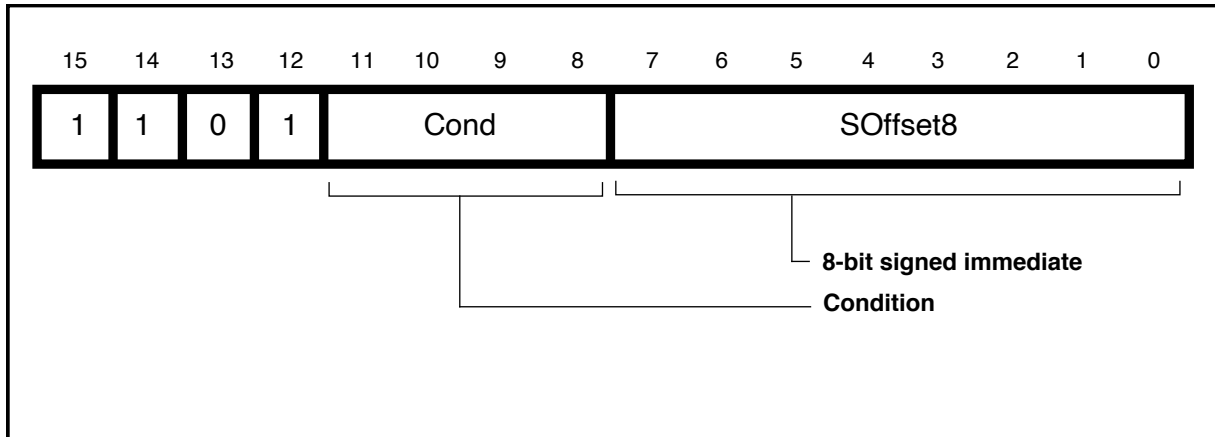 15 14 13 12 11 10 9 8 7 6 5 4 3 2 1 0
1 1 0 1 Cond SOffset8
8-bit signed immediate
Condition